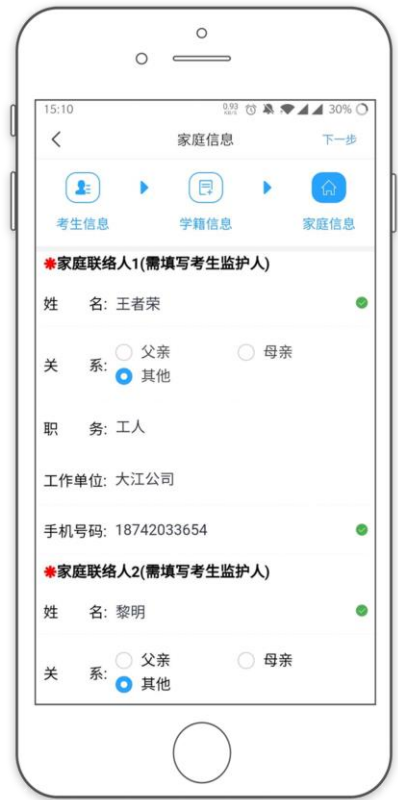 15:10
0.93
KB/S
30%
家庭信息
下一步
考生信息
学籍信息
家庭信息
❋家庭联络人1(需填写考生监护人)
姓 名: 王者荣
关 系:
父亲 母亲
其他
职 务: 工人
工作单位: 大江公司
手机号码: 18742033654
❋家庭联络人2(需填写考生监护人)
姓 名: 黎明
关 系:
父亲 母亲
其他